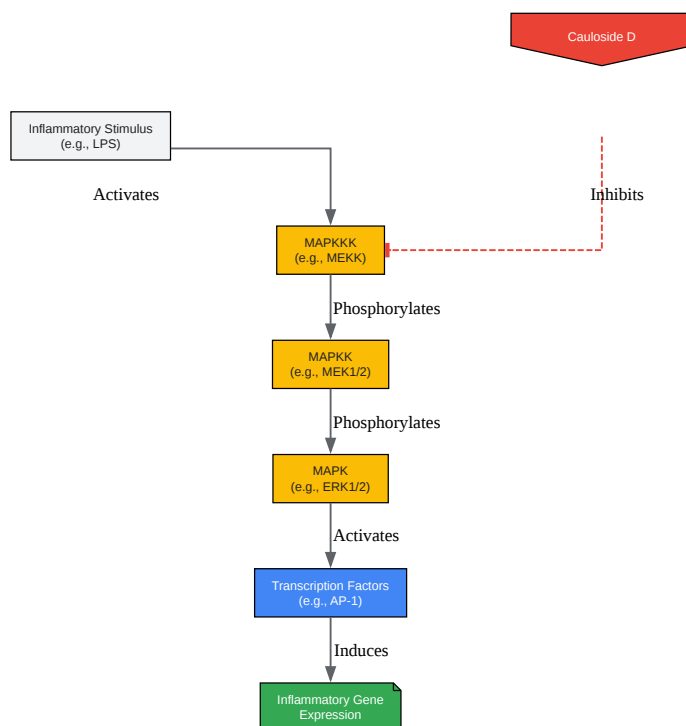 Cauloside D
Inflammatory Stimulus
(e.g., LPS)
Activates
Inhibits
MAPKKK
(e.g., MEKK)
Phosphorylates
MAPKK
(e.g., MEK1/2)
Phosphorylates
MAPK
(e.g., ERK1/2)
Activates
Transcription Factors
(e.g., AP-1)
Induces
Inflammatory Gene
Expression